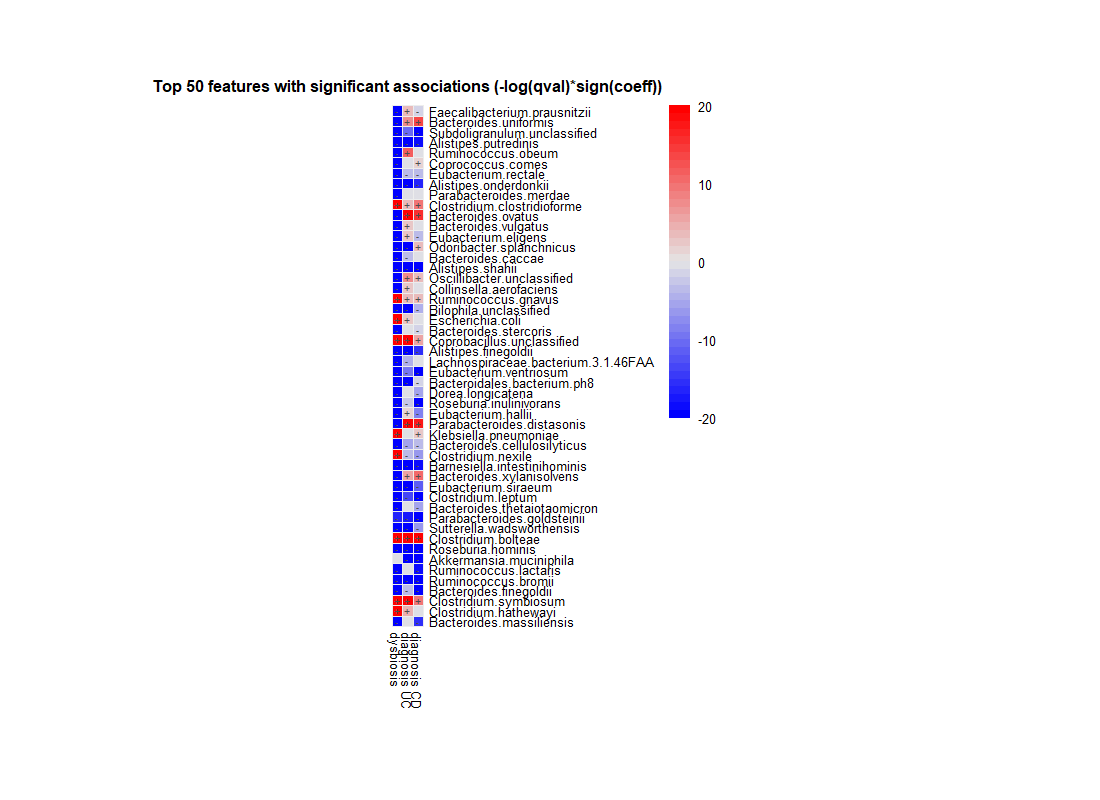 Top 50 features with significant associations (-log(qval)*sign(coeff))
Faecalibacterium.prausnitzii
Bacteroides.uniformis
Subdoligranulum.unclassified
Alistipes.putredinis
Ruminococcus.obeum
Coprococcus.comes
Eubacterium.rectale
Alistipes.onderdonkii
Parabacteroides.merdae
Clostridium.clostridioforme
Bacteroides.ovatus
Bacteroides.vulgatus
Eubacterium.eligens
Odoribacter.splanchnicus
Bacteroides.caccae
Alistipes.shahii
Oscillibacter.unclassified
Collinsella.aerofaciens
Ruminococcus.gnavus
Bilophila.unclassified
Escherichia.coli
Bacteroides.stercoris
Coprobacillus.unclassified
Alistipes.finegoldii
Lachnospiraceae.bacterium.3.1.46FAA
Eubacterium.ventriosum
Bacteroidales.bacterium.ph8
Dorea.longicatena
Roseburia.inulinivorans
Eubacterium.hallii
Parabacteroides.distasonis
Klebsiella.pneumoniae
Bacteroides.cellulosilyticus
Clostridium.nexile
Barnesiella.intestinihominis
Bacteroides.xylanisolvens
Eubacterium.siraeum
Clostridium.leptum
Bacteroides.thetaiotaomicron
Parabacteroides.goldsteinii
Sutterella.wadsworthensis
Clostridium.bolteae
Roseburia.hominis
Akkermansia.muciniphila
Ruminococcus.lactaris
Ruminococcus.bromii
Bacteroides.finegoldii
Clostridium.symbiosum
Clostridium.hathewayi
Bacteroides.massiliensis
20
10
0
-10
-20
dysbiosis
diagnosis UC
diagnosis CD